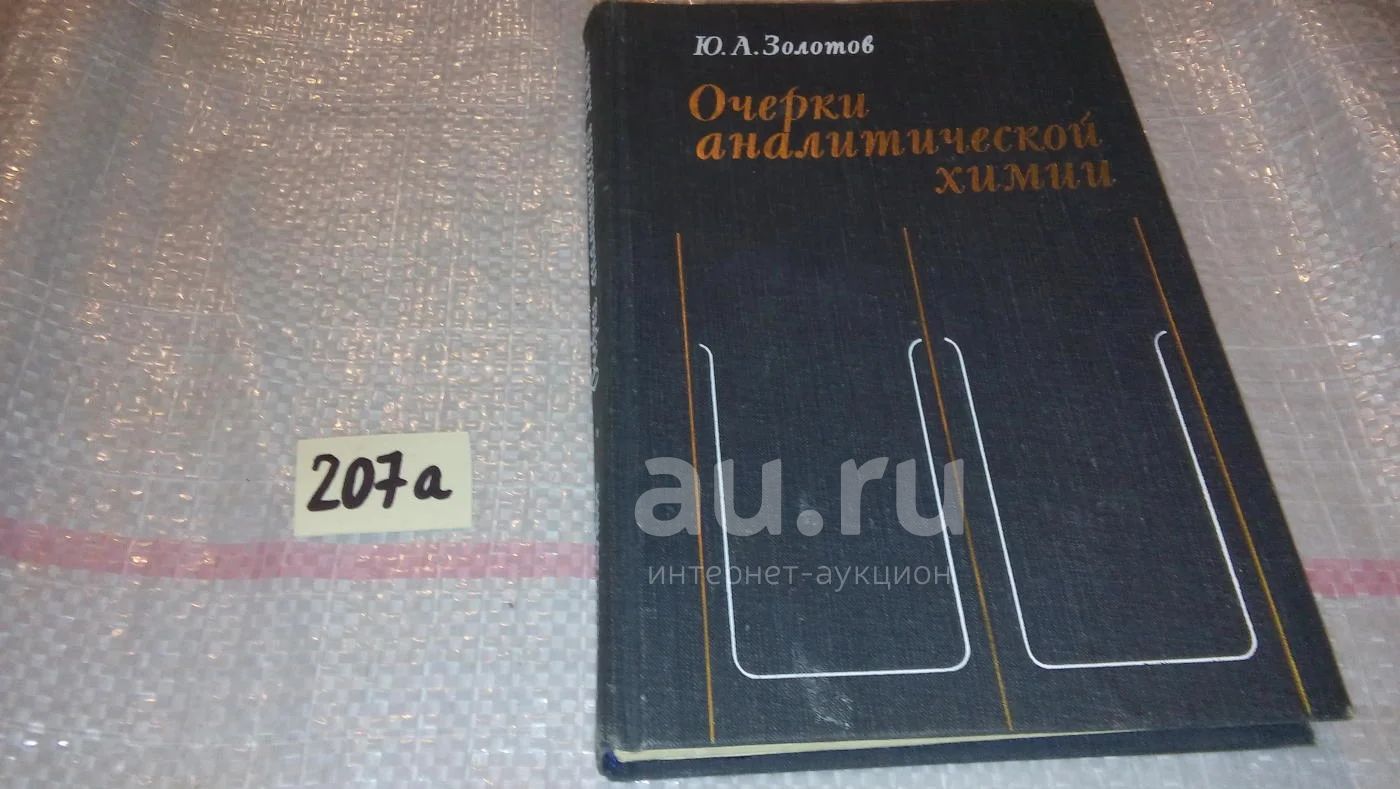 Ю. А. Золотов
Очерки
аналитической
химии
207а
au.ru
интернет-аукцион